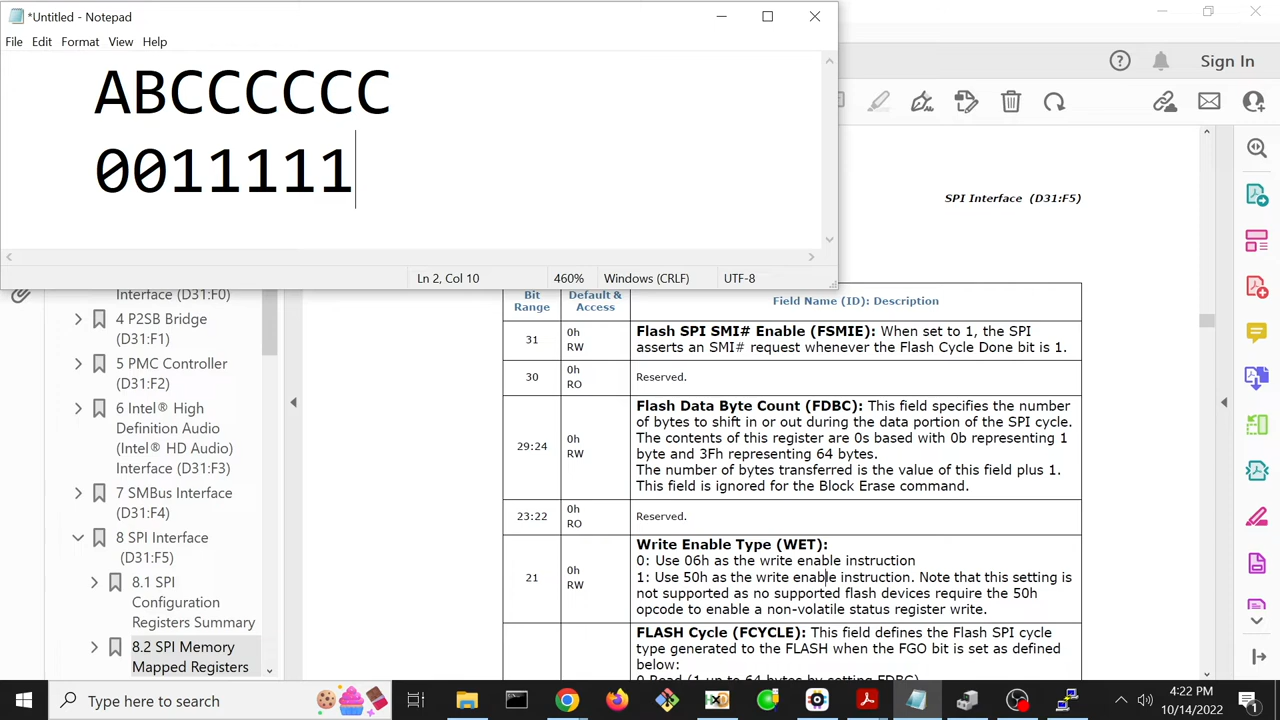 *Untitled - Notepad
File Edit Format View Help
ABCCCCCC
0011111
Ln 2, Col 10 460% Windows (CRLF) UTF-8
Sign In
SPI Interface (D31:F5)
Interface (D31:F0)
4 P2SB Bridge
(D31:F1)
5 PMC Controller
(D31:F2)
6 Intel® High
Definition Audio
(Intel® HD Audio)
Interface (D31:F3)
7 SMBus Interface
(D31:F4)
8 SPI Interface
(D31:F5)
8.1 SPI
Configuration
Registers Summary
8.2 SPI Memory
Mapped Registers
Bit
Range
Default &
Access
Field Name (ID): Description
31
0h
RW
Flash SPI SMI# Enable (FSMIE): When set to 1, the SPI
asserts an SMI# request whenever the Flash Cycle Done bit is 1.
30
0h
RO
Reserved.
29:24
0h
RW
Flash Data Byte Count (FDBC): This field specifies the number
of bytes to shift in or out during the data portion of the SPI cycle.
The contents of this register are 0s based with 0b representing 1
byte and 3Fh representing 64 bytes.
The number of bytes transferred is the value of this field plus 1.
This field is ignored for the Block Erase command.
23:22
0h
RO
Reserved.
21
0h
RW
Write Enable Type (WET):
0: Use 06h as the write enable instruction
1: Use 50h as the write enable instruction. Note that this setting is
not supported as no supported flash devices require the 50h
opcode to enable a non-volatile status register write.
FLASH Cycle (FCYCLE): This field defines the Flash SPI cycle
type generated to the FLASH when the FGO bit is set as defined
below:
0 Read (1 up to 64 bytes by setting FDBC)
Type here to search
4:22 PM
10/14/2022